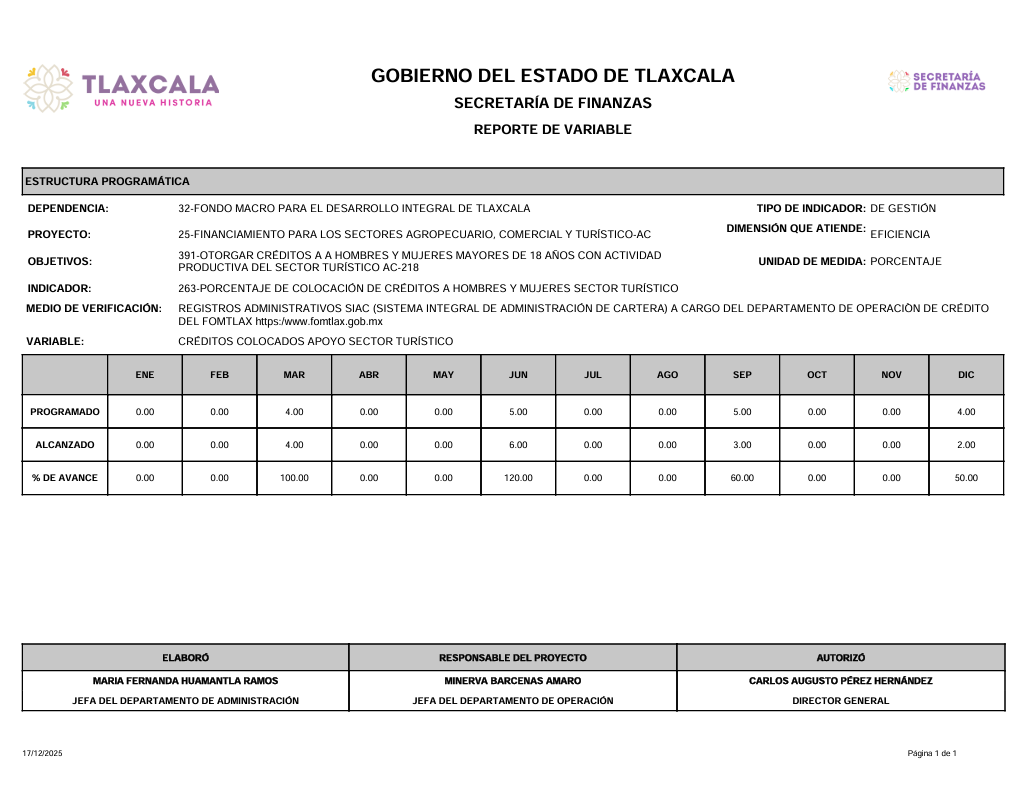 TLAXCALA
UNA NUEVA HISTORIA
GOBIERNO DEL ESTADO DE TLAXCALA
SECRETARÍA DE FINANZAS
REPORTE DE VARIABLE
SECRETARÍA
DE FINANZAS
ESTRUCTURA PROGRAMÁTICA
DEPENDENCIA: 32-FONDO MACRO PARA EL DESARROLLO INTEGRAL DE TLAXCALA TIPO DE INDICADOR: DE GESTIÓN
PROYECTO: 25-FINANCIAMIENTO PARA LOS SECTORES AGROPECUARIO, COMERCIAL Y TURÍSTICO-AC DIMENSIÓN QUE ATIENDE: EFICIENCIA
OBJETIVOS: 391-OTORGAR CRÉDITOS A A HOMBRES Y MUJERES MAYORES DE 18 AÑOS CON ACTIVIDAD
PRODUCTIVA DEL SECTOR TURÍSTICO AC-218 UNIDAD DE MEDIDA: PORCENTAJE
INDICADOR: 263-PORCENTAJE DE COLOCACIÓN DE CRÉDITOS A HOMBRES Y MUJERES SECTOR TURÍSTICO
MEDIO DE VERIFICACIÓN: REGISTROS ADMINISTRATIVOS SIAC (SISTEMA INTEGRAL DE ADMINISTRACIÓN DE CARTERA) A CARGO DEL DEPARTAMENTO DE OPERACIÒN DE CRÉDITO
DEL FOMTLAX https:/www.fomtlax.gob.mx
VARIABLE: CRÉDITOS COLOCADOS APOYO SECTOR TURÍSTICO
ENE FEB MAR ABR MAY JUN JUL AGO SEP OCT NOV DIC
PROGRAMADO 0.00 0.00 4.00 0.00 0.00 5.00 0.00 0.00 5.00 0.00 0.00 4.00
ALCANZADO 0.00 0.00 4.00 0.00 0.00 6.00 0.00 0.00 3.00 0.00 0.00 2.00
% DE AVANCE 0.00 0.00 100.00 0.00 0.00 120.00 0.00 0.00 60.00 0.00 0.00 50.00
ELABORÓ RESPONSABLE DEL PROYECTO AUTORIZÓ
MARIA FERNANDA HUAMANTLA RAMOS MINERVA BARCENAS AMARO CARLOS AUGUSTO PÉREZ HERNÁNDEZ
JEFA DEL DEPARTAMENTO DE ADMINISTRACIÓN JEFA DEL DEPARTAMENTO DE OPERACIÓN DIRECTOR GENERAL
17/12/2025 Página 1 de 1